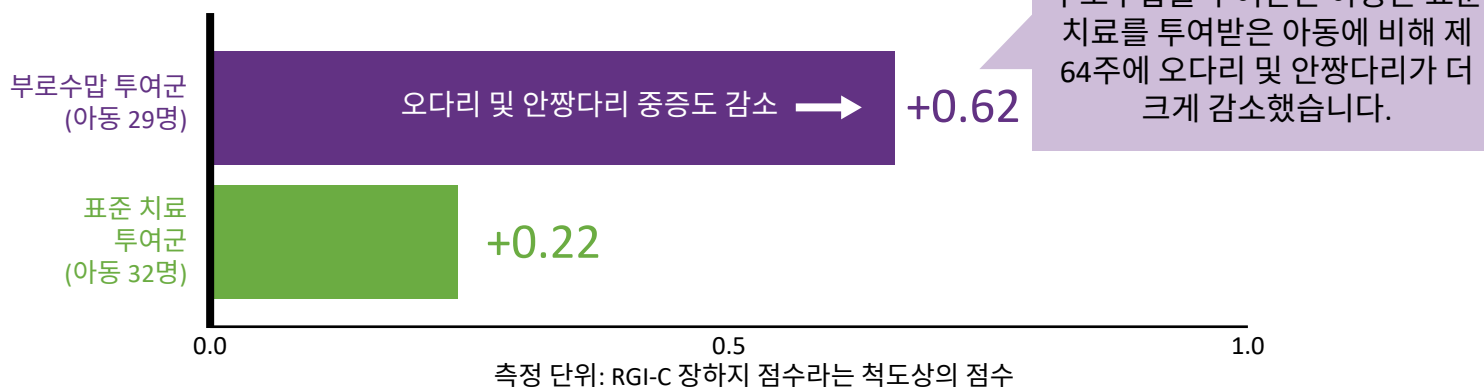 치료를 투여받은 아동에 비해 제
64주에 오다리 및 안짱다리가 더
크게 감소했습니다.
부로수맙 투여군
(아동 29명)
오다리 및 안짱다리 중증도 감소
+0.62
표준 치료
투여군
(아동 32명)
+0.22
0.0
0.5
1.0
측정 단위: RGI-C 장하지 점수라는 척도상의 점수